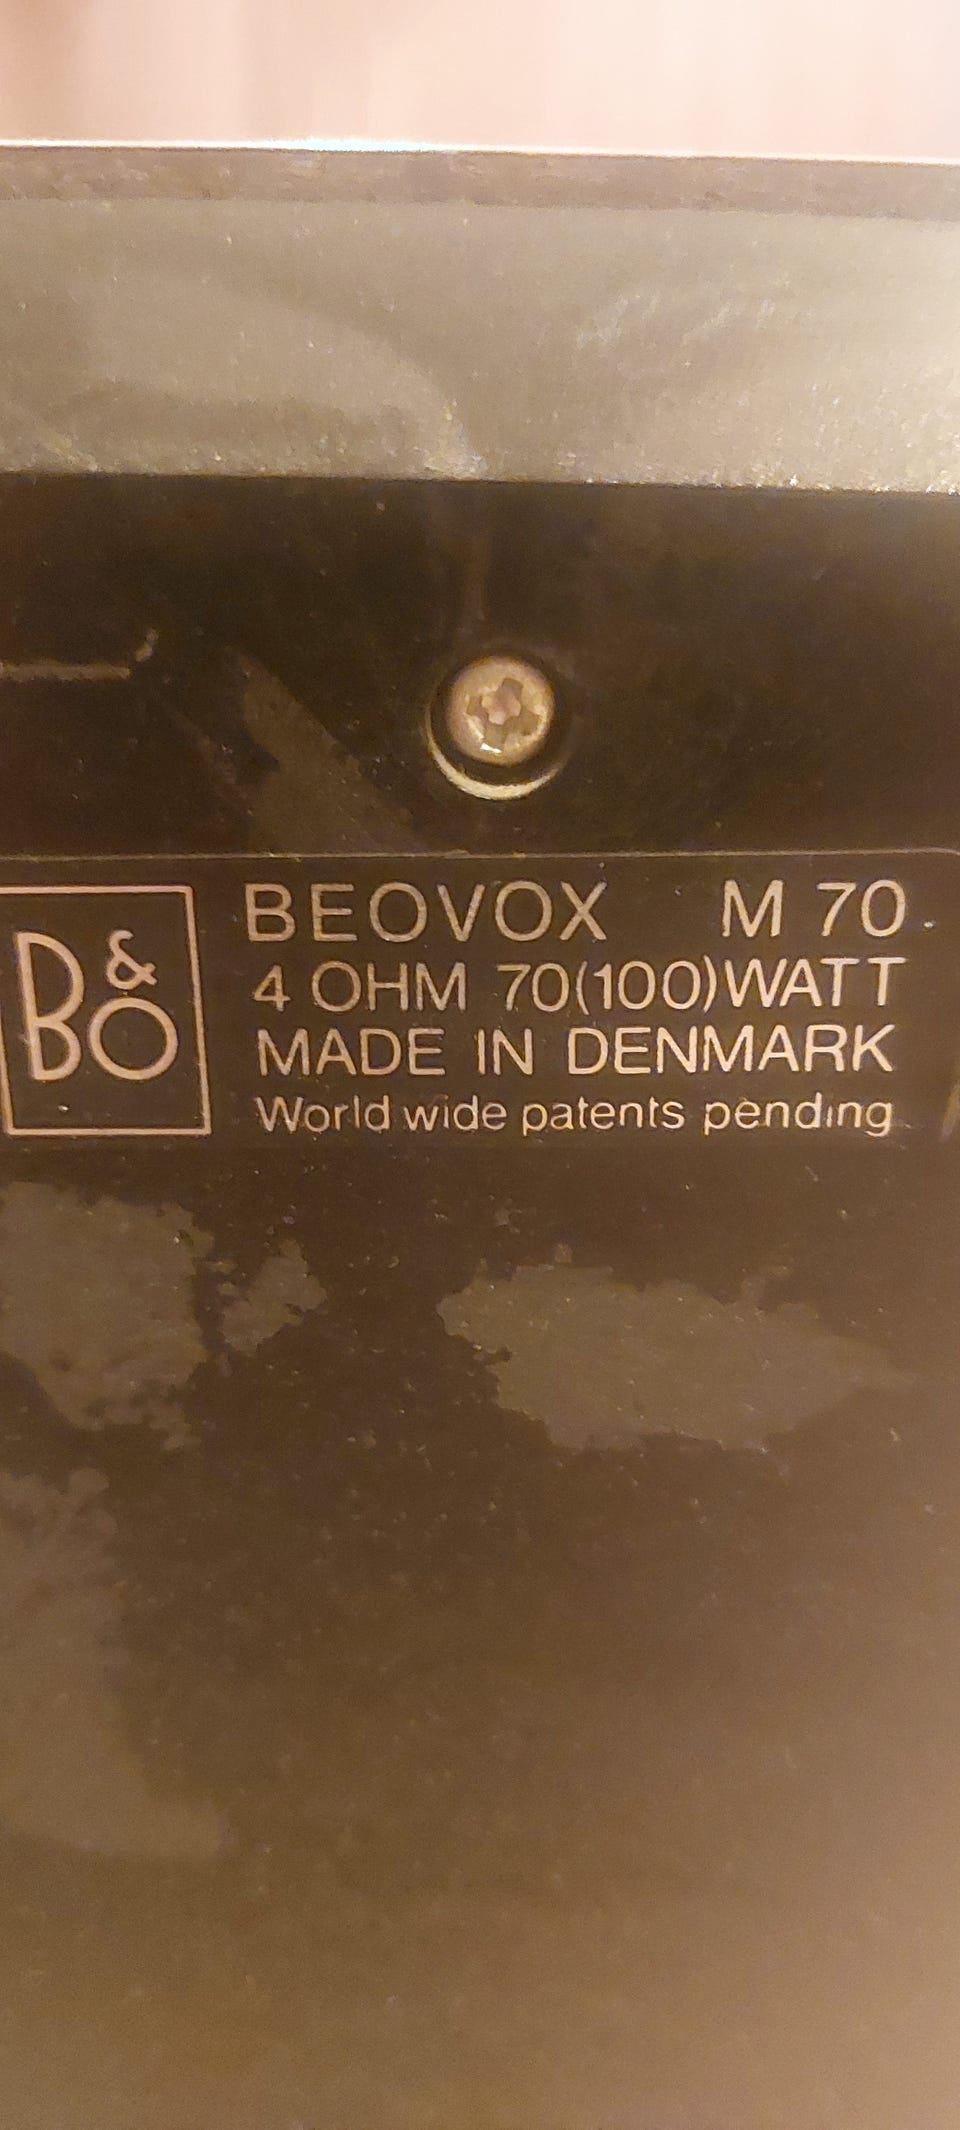 B&O
BEOVOX M 70
4 OHM 70(100)WATT
MADE IN DENMARK
World wide patents pending